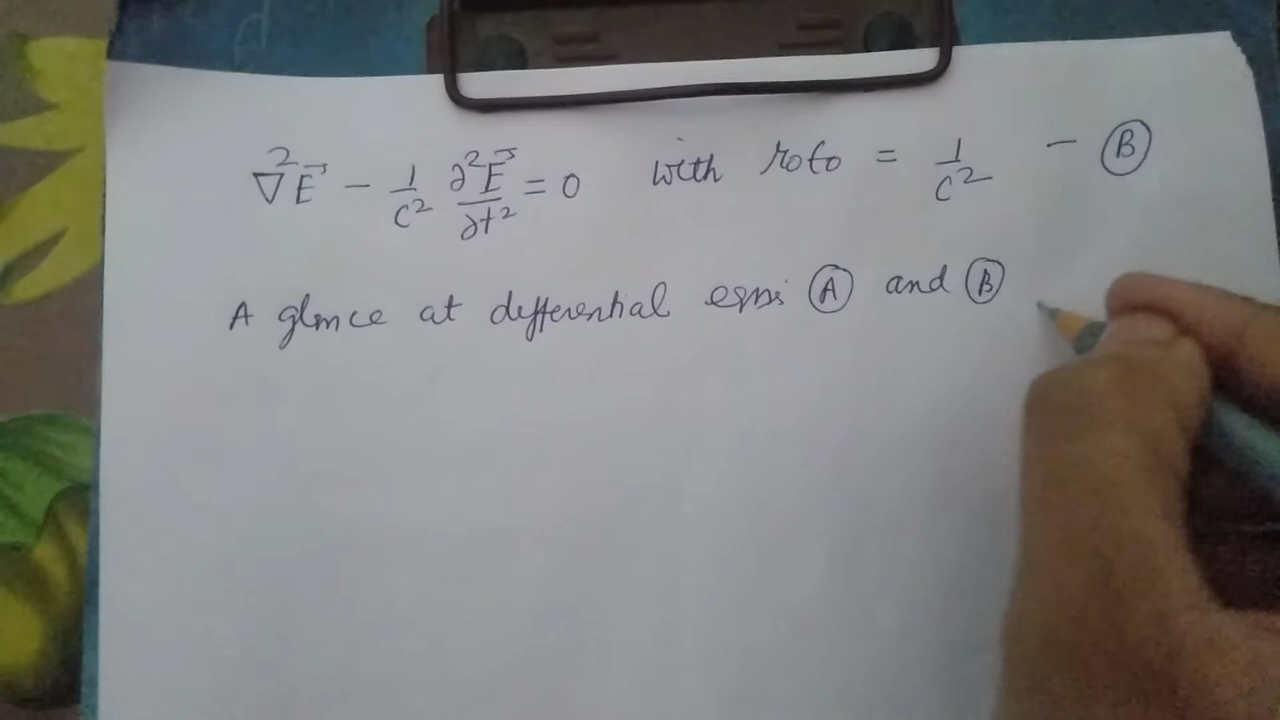 ∇²E⃗ − 1/c² ∂²E⃗/∂t² = 0 with μ₀ε₀ = 1/c² − Ⓑ
A glance at differential eqns Ⓐ and Ⓑ